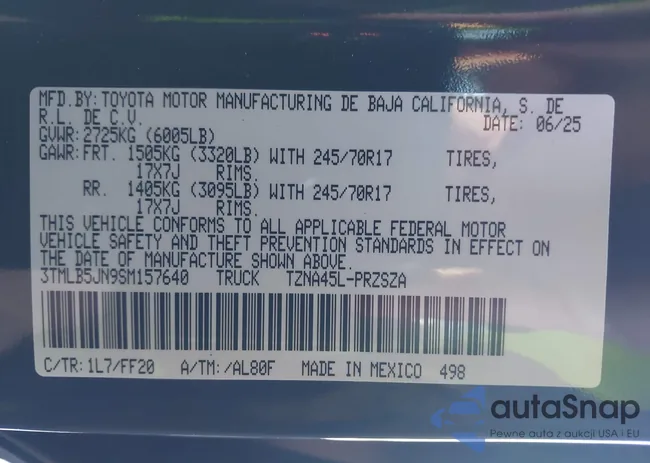 MFD.BY: TOYOTA MOTOR MANUFACTURING DE BAJA CALIFORNIA, S. DE
R.L. DE C.V. DATE: 06/25
GVWR: 2725KG (6005LB)
GAWR: FRT. 1505KG (3320LB) WITH 245/70R17 TIRES,
17X7J RIMS.
RR. 1405KG (3095LB) WITH 245/70R17 TIRES,
17X7J RIMS.
THIS VEHICLE CONFORMS TO ALL APPLICABLE FEDERAL MOTOR
VEHICLE SAFETY AND THEFT PREVENTION STANDARDS IN EFFECT ON
THE DATE OF MANUFACTURE SHOWN ABOVE.
3TMLB5JN9SM157640 TRUCK TZNA45L-PRZSZA
C/TR: 1L7/FF20 A/TM: /AL80F MADE IN MEXICO 498
autaSnap
Pewne auta z aukcji USA i EU